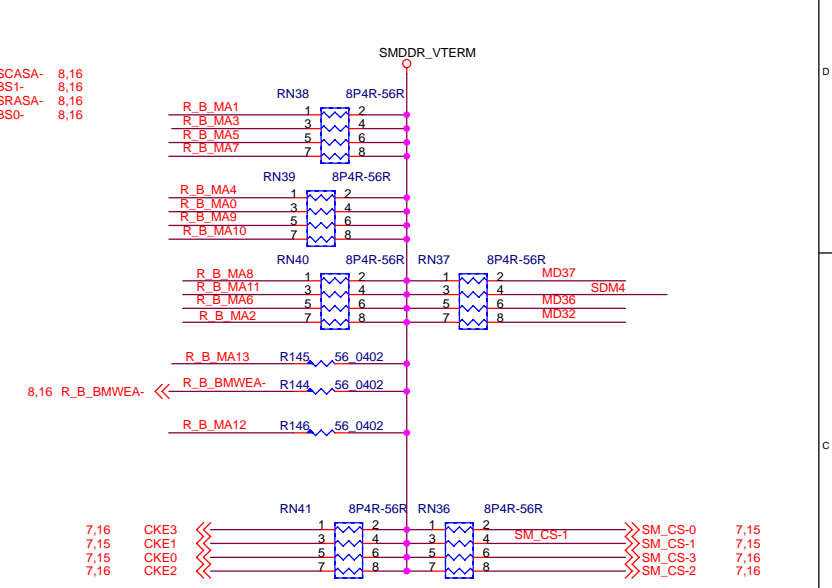 SMDDR_VTERM
SCASA- 8,16
BS1- 8,16
SRASA- 8,16
BS0- 8,16
D
RN38 8P4R-56R
R_B_MA1 1 2
R_B_MA3 3 4
R_B_MA5 5 6
R_B_MA7 7 8
RN39 8P4R-56R
R_B_MA4 1 2
R_B_MA0 3 4
R_B_MA9 5 6
R_B_MA10 7 8
RN40 8P4R-56R RN37 8P4R-56R
R_B_MA8 1 2 1 2 MD37
R_B_MA11 3 4 3 4 SDM4
R_B_MA6 5 6 5 6 MD36
R_B_MA2 7 8 7 8 MD32
R_B_MA13 R145 56_0402
8,16 R_B_BMWEA- R_B_BMWEA- R144 56_0402
R_B_MA12 R146 56_0402
C
RN41 8P4R-56R RN36 8P4R-56R
7,16 CKE3 1 2 1 2 SM_CS-0 7,15
7,15 CKE1 3 4 3 4 SM_CS-1 SM_CS-1 7,15
7,15 CKE0 5 6 5 6 SM_CS-3 7,16
7,16 CKE2 7 8 7 8 SM_CS-2 7,16